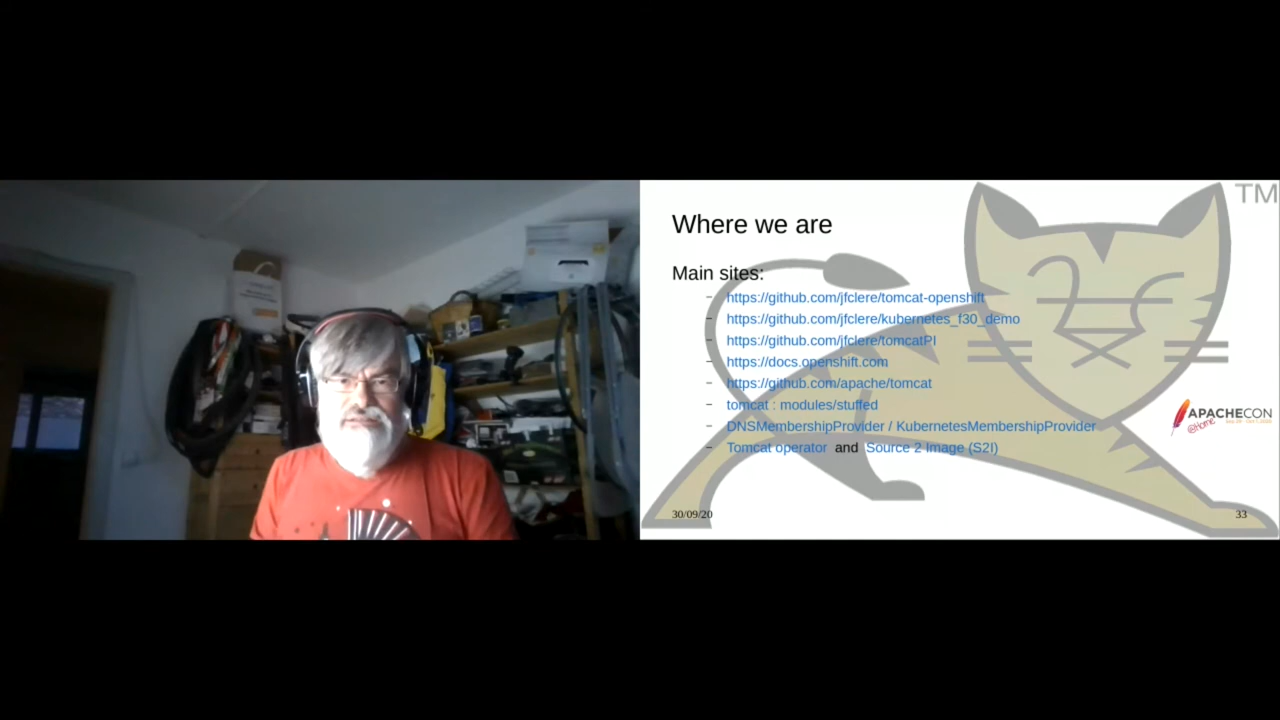 TM
Where we are
Main sites:
– https://github.com/jfclere/tomcat-openshift
– https://github.com/jfclere/kubernetes_f30_demo
– https://github.com/jfclere/tomcatPI
– https://docs.openshift.com
– https://github.com/apache/tomcat
– tomcat : modules/stuffed
– DNSMembershipProvider / KubernetesMembershipProvider
– Tomcat operator and Source 2 Image (S2I)
APACHECON
@Home
30/09/20
33